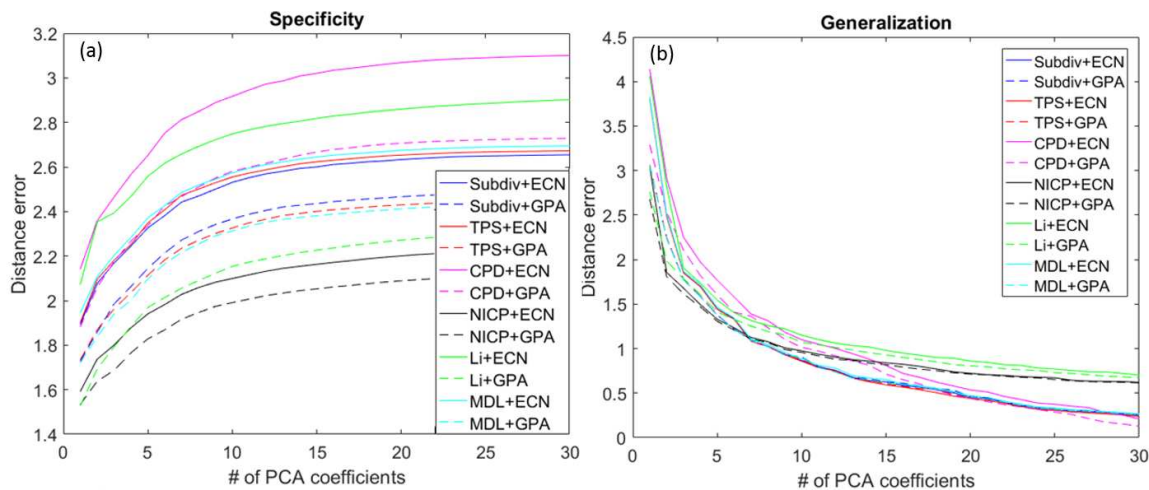 Specificity
(a)
3.2
3
2.8
2.6
2.4
2.2
2
1.8
1.6
1.4
Distance error
0 5 10 15 20 25 30
# of PCA coefficients
Subdiv+ECN
Subdiv+GPA
TPS+ECN
TPS+GPA
CPD+ECN
CPD+GPA
NICP+ECN
NICP+GPA
Li+ECN
Li+GPA
MDL+ECN
MDL+GPA
Generalization
(b)
4.5
4
3.5
3
2.5
2
1.5
1
0.5
0
Distance error
0 5 10 15 20 25 30
# of PCA coefficients
Subdiv+ECN
Subdiv+GPA
TPS+ECN
TPS+GPA
CPD+ECN
CPD+GPA
NICP+ECN
NICP+GPA
Li+ECN
Li+GPA
MDL+ECN
MDL+GPA